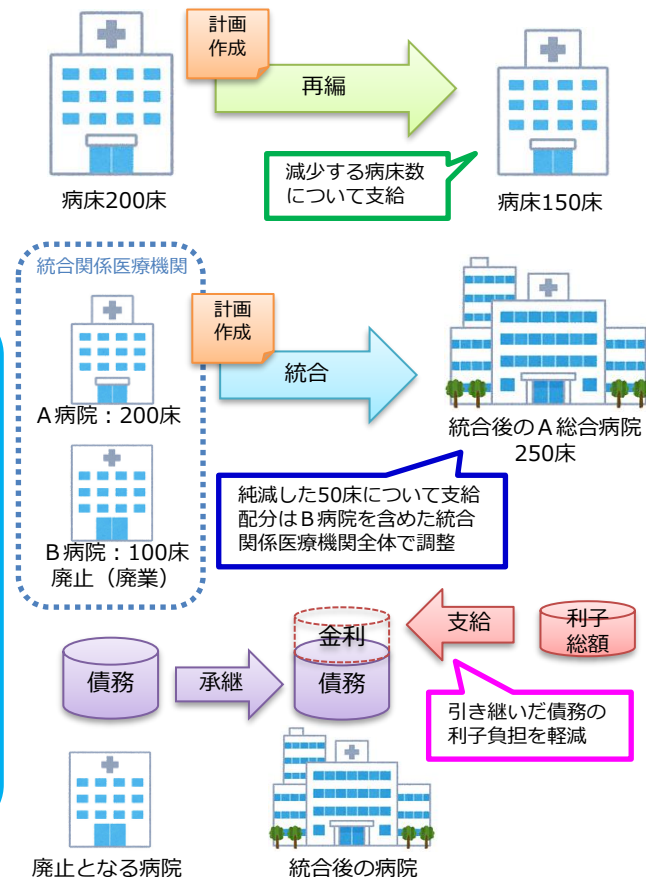 計画
作成
再編
減少する病床数
について支給
病床200床
病床150床
統合関係医療機関
計画
作成
統合
A病院：200床
統合後のA総合病院
250床
B病院：100床
廃止（廃業）
純減した50床について支給
配分はB病院を含めた統合
関係医療機関全体で調整
債務
承継
金利
債務
支給
利子
総額
引き継いだ債務の
利子負担を軽減
廃止となる病院
統合後の病院